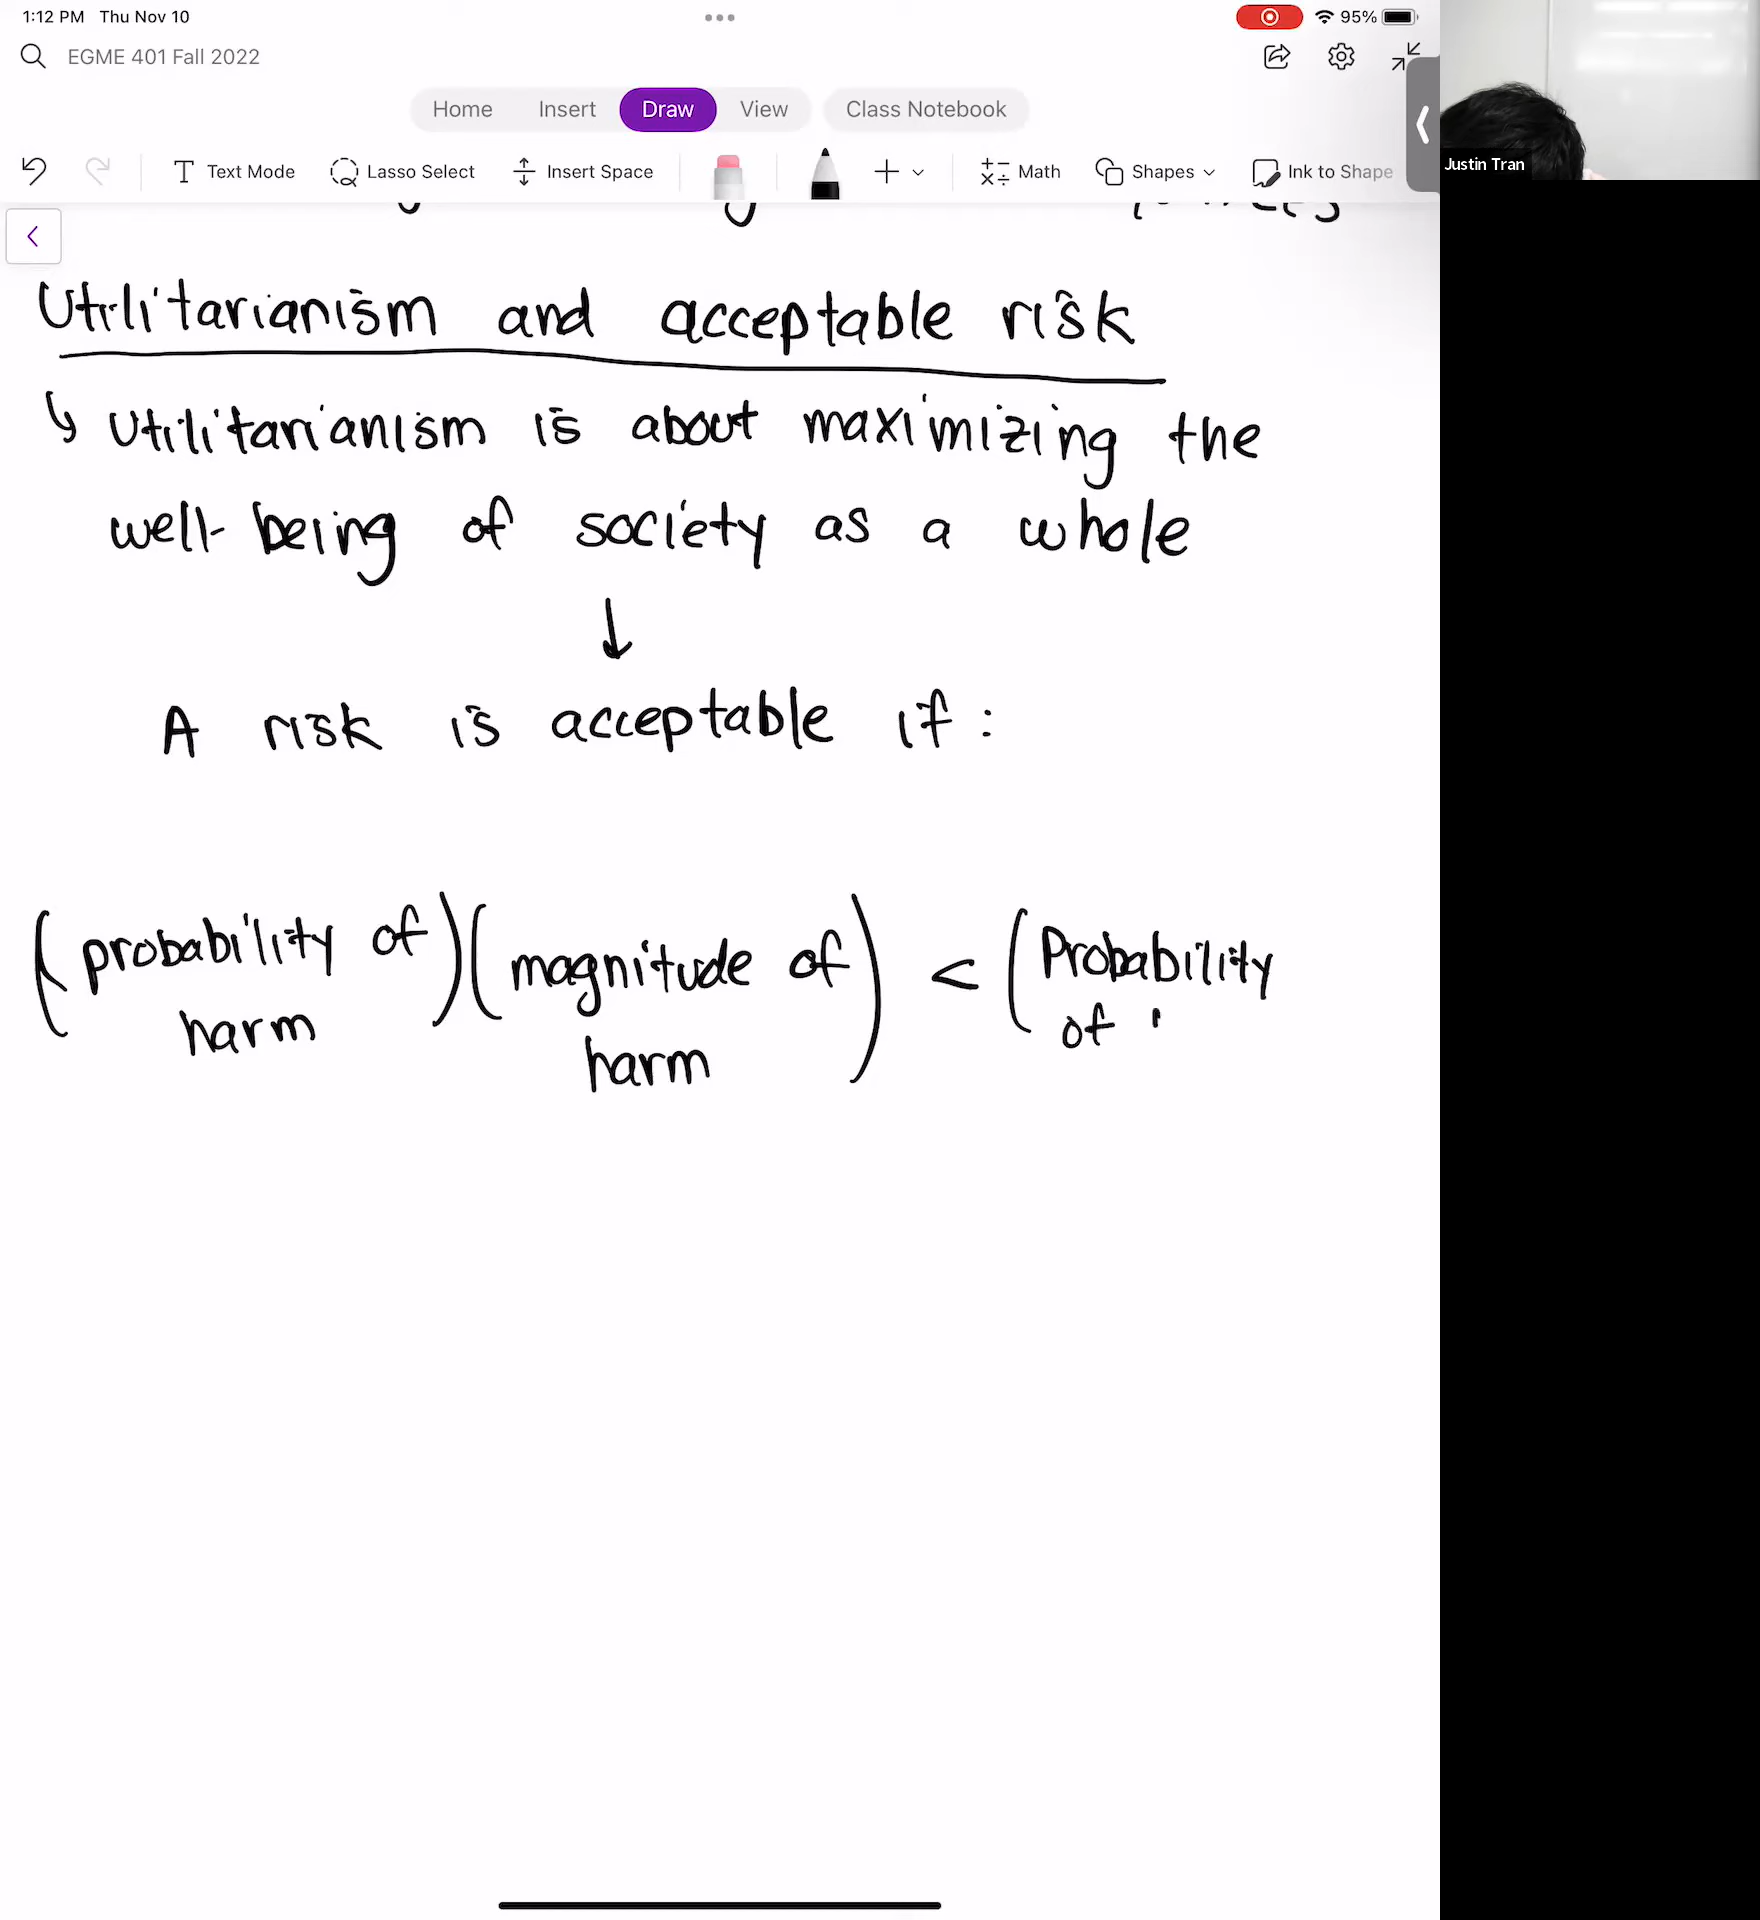 1:12 PM Thu Nov 10
95%
EGME 401 Fall 2022
Home Insert Draw View Class Notebook
Text Mode Lasso Select Insert Space Math Shapes Ink to Shape
Justin Tran
Utilitarianism and acceptable risk
Utilitarianism is about maximizing the
well-being of society as a whole
↓
A risk is acceptable if:
(probability of harm)(magnitude of harm) < (Probability of